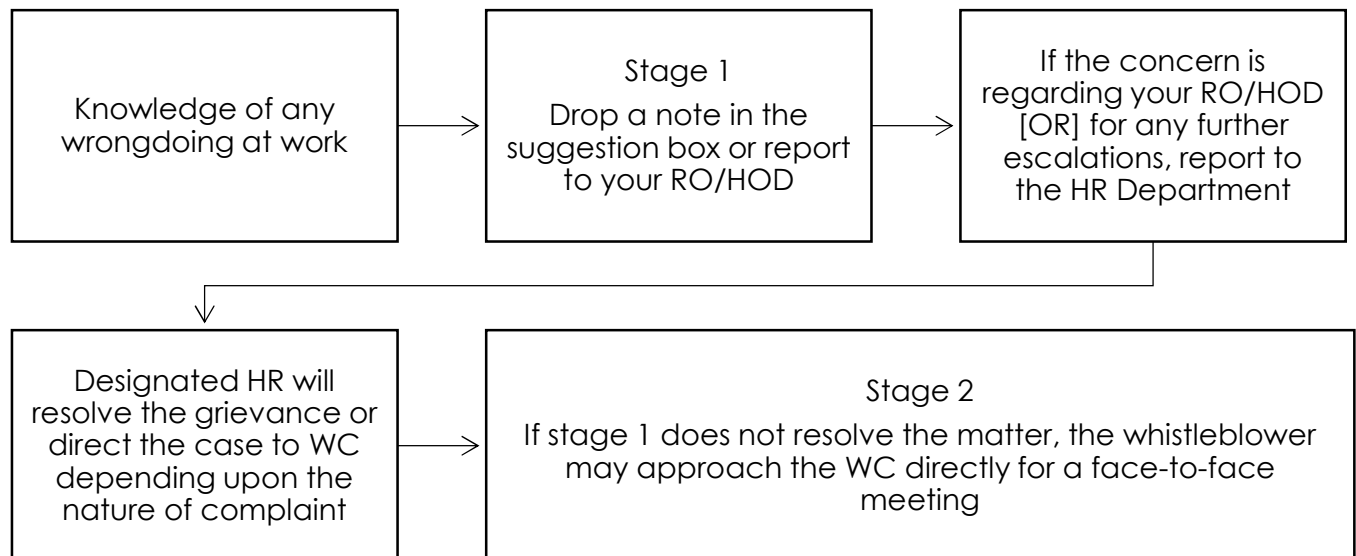 Knowledge of any
wrongdoing at work
Stage 1
Drop a note in the
suggestion box or report
to your RO/HOD
If the concern is
regarding your RO/HOD
[OR] for any further
escalations, report to
the HR Department
Designated HR will
resolve the grievance or
direct the case to WC
depending upon the
nature of complaint
Stage 2
If stage 1 does not resolve the matter, the whistleblower
may approach the WC directly for a face-to-face
meeting